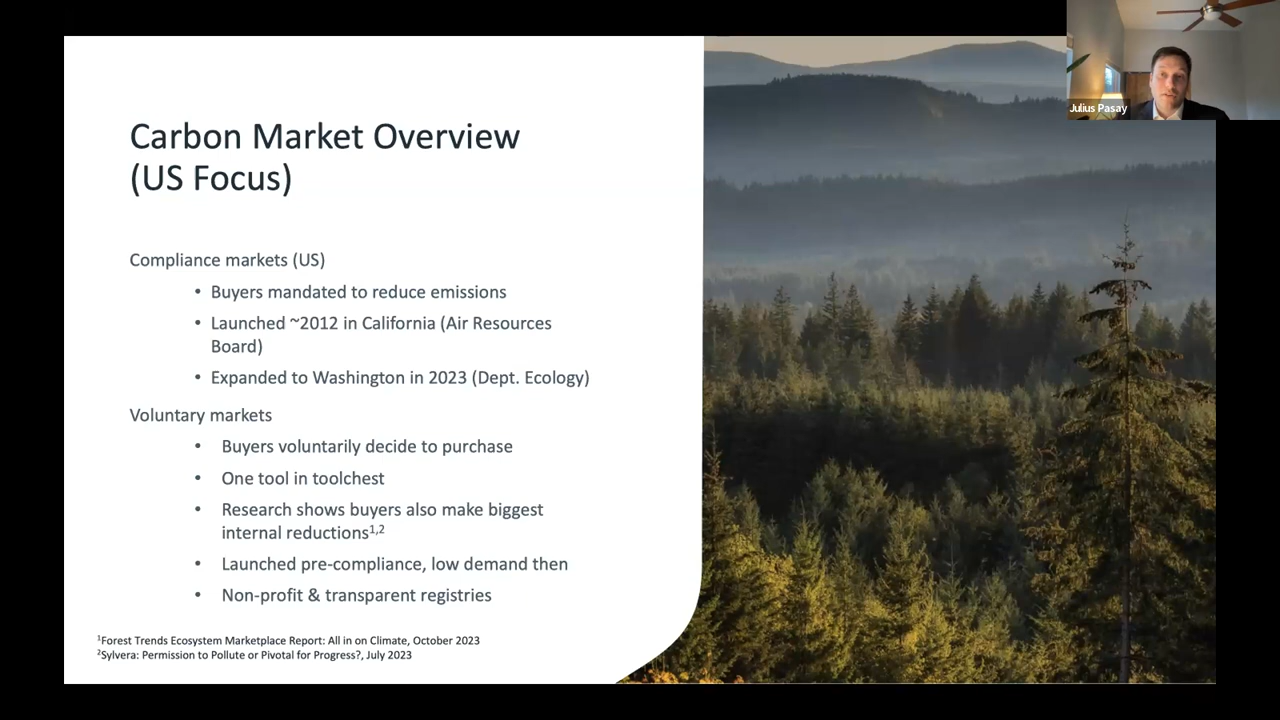 Carbon Market Overview
(US Focus)
Compliance markets (US)
• Buyers mandated to reduce emissions
• Launched ~2012 in California (Air Resources
Board)
• Expanded to Washington in 2023 (Dept. Ecology)
Voluntary markets
• Buyers voluntarily decide to purchase
• One tool in toolchest
• Research shows buyers also make biggest
internal reductions1,2
• Launched pre-compliance, low demand then
• Non-profit & transparent registries
1Forest Trends Ecosystem Marketplace Report: All in on Climate, October 2023
2Sylvera: Permission to Pollute or Pivotal for Progress?, July 2023
Julius Pasay